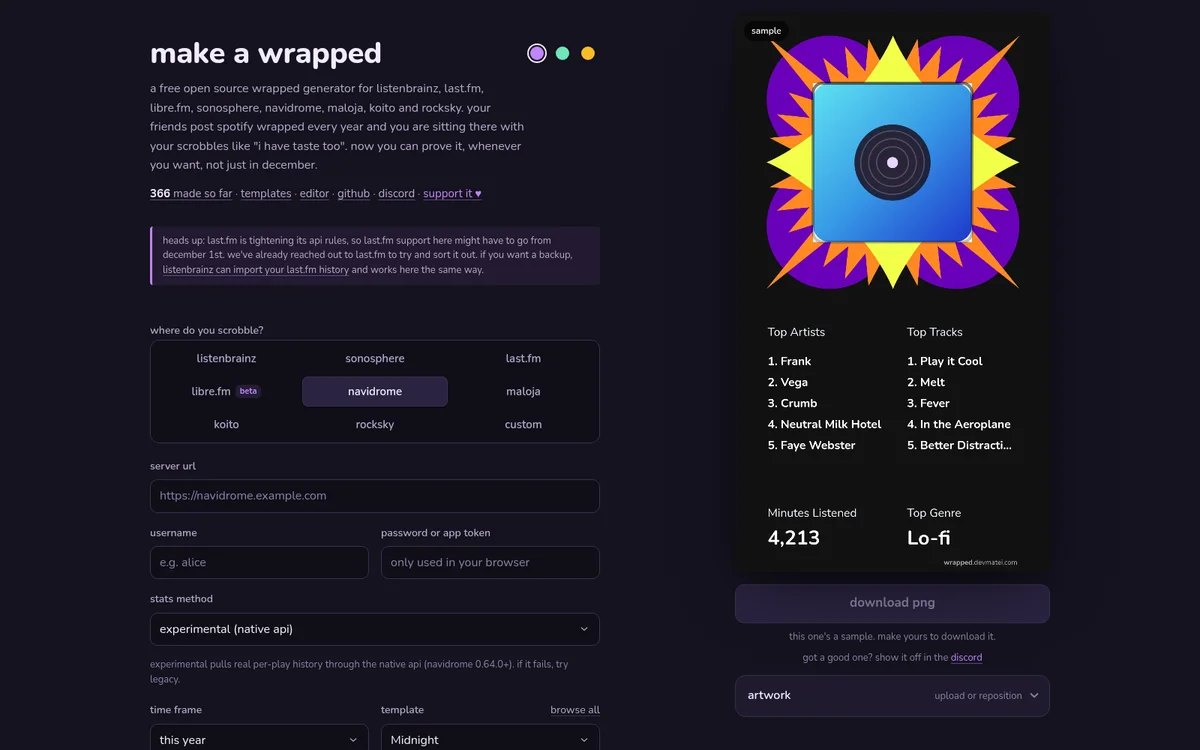 make a wrapped
a free open source wrapped generator for listenbrainz, last.fm,
libre.fm, sonosphere, navidrome, maloja, koito and rocksky. your
friends post spotify wrapped every year and you are sitting there with
your scrobbles like "i have taste too". now you can prove it, whenever
you want, not just in december.
366 made so far · templates · editor · github · discord · support it ♥
heads up: last.fm is tightening its api rules, so last.fm support here might have to go from
december 1st. we've already reached out to last.fm to try and sort it out. if you want a backup,
listenbrainz can import your last.fm history and works here the same way.
where do you scrobble?
listenbrainz sonosphere last.fm
libre.fm beta navidrome maloja
koito rocksky custom
server url
https://navidrome.example.com
username password or app token
e.g. alice only used in your browser
stats method
experimental (native api)
experimental pulls real per-play history through the native api (navidrome 0.64.0+). if it fails, try
legacy.
time frame template browse all
this year Midnight
sample
Top Artists Top Tracks
1. Frank 1. Play it Cool
2. Vega 2. Melt
3. Crumb 3. Fever
4. Neutral Milk Hotel 4. In the Aeroplane
5. Faye Webster 5. Better Distracti...
Minutes Listened Top Genre
4,213 Lo-fi
wrapped.devmatei.com
download png
this one's a sample. make yours to download it.
got a good one? show it off in the discord
artwork upload or reposition